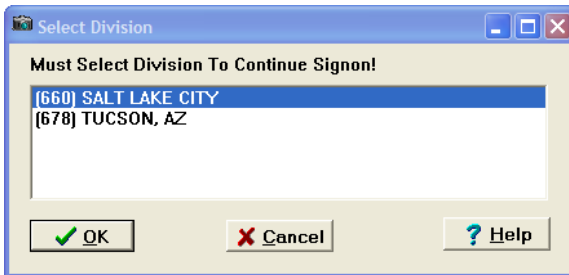 Select Division
Must Select Division To Continue Signon!
(660) SALT LAKE CITY
(678) TUCSON, AZ
OK
Cancel
? Help